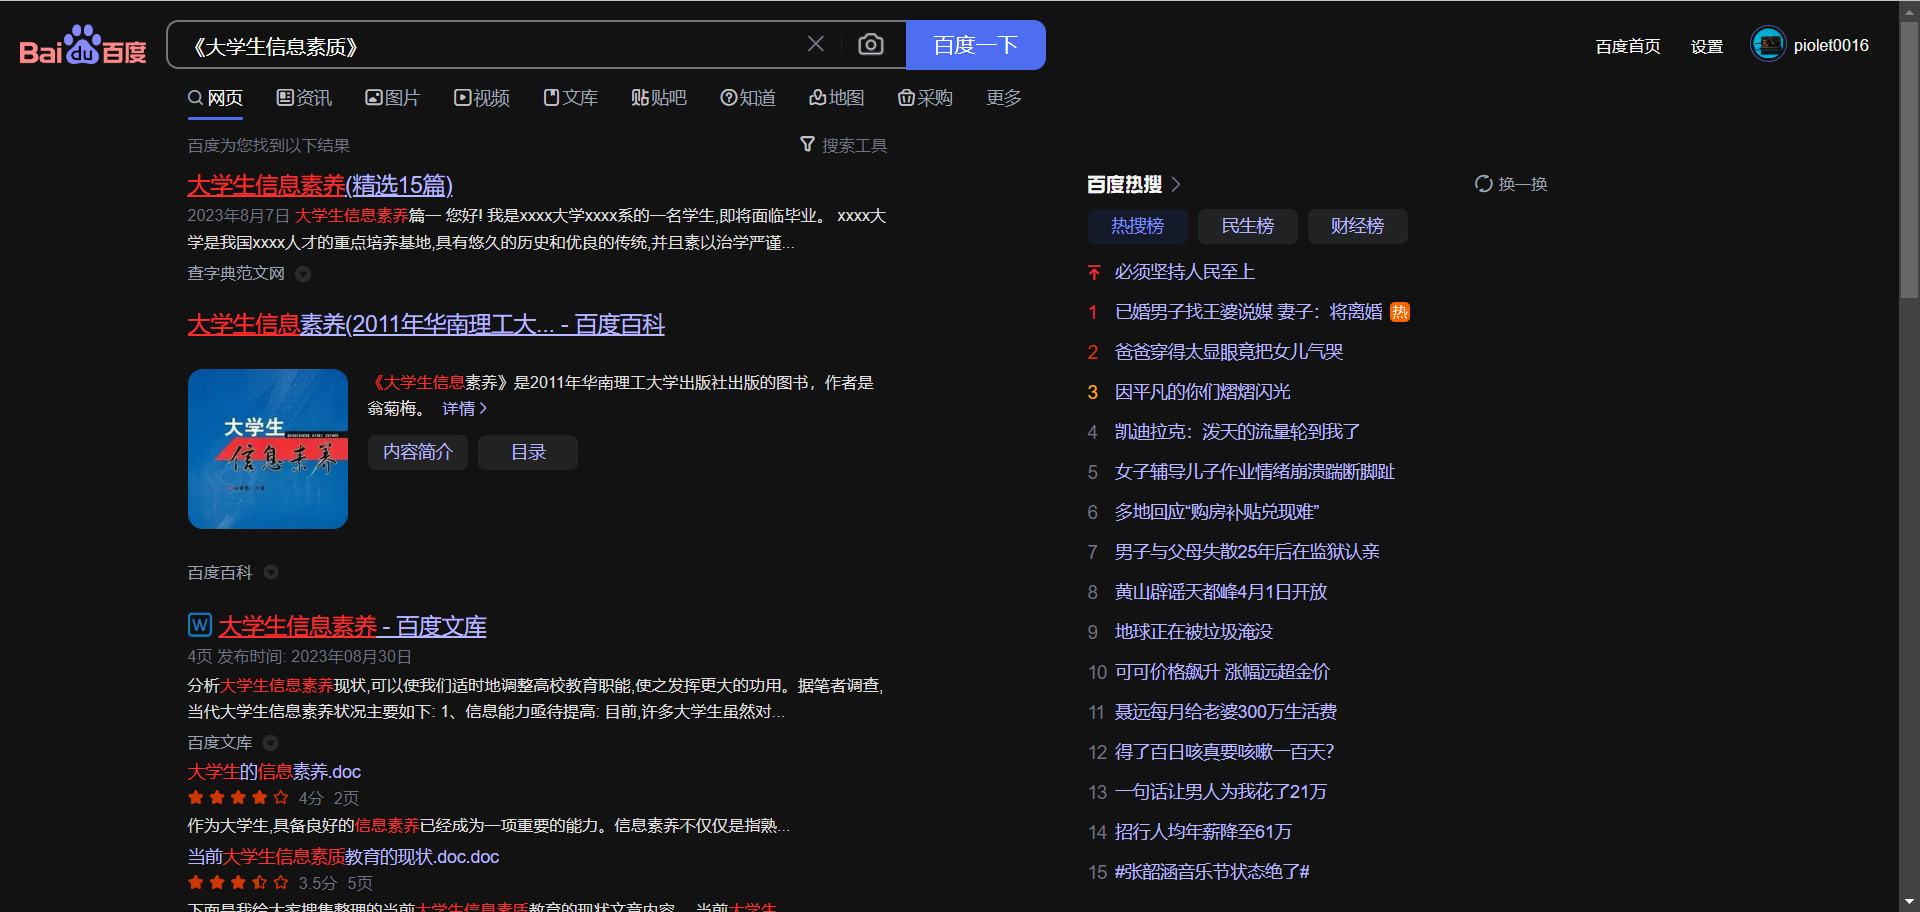 Bai du 百度
《大学生信息素质》
百度一下
百度首页
设置
piolet0016
网页
资讯
图片
视频
文库
贴吧
知道
地图
采购
更多
百度为您找到以下结果
搜索工具
大学生信息素养(精选15篇)
2023年8月7日 大学生信息素养篇一 您好! 我是xxxx大学xxxx系的一名学生,即将面临毕业。 xxxx大
学是我国xxxx人才的重点培养基地,具有悠久的历史和优良的传统,并且素以治学严谨...
查字典范文网
大学生信息素养(2011年华南理工大... - 百度百科
大学生
信息素养
《大学生信息素养》是2011年华南理工大学出版社出版的图书，作者是
翁菊梅。 详情
内容简介
目录
百度百科
W 大学生信息素养 - 百度文库
4页 发布时间: 2023年08月30日
分析大学生信息素养现状,可以使我们适时地调整高校教育职能,使之发挥更大的功用。据笔者调查,
当代大学生信息素养状况主要如下: 1、信息能力亟待提高: 目前,许多大学生虽然对...
百度文库
大学生的信息素养.doc
4分 2页
作为大学生,具备良好的信息素养已经成为一项重要的能力。信息素养不仅仅是指熟...
当前大学生信息素质教育的现状.doc.doc
3.5分 5页
下面是我给大家搜集整理的当前大学生信息素质教育的现状文章内容。 当前大学生
百度热搜
换一换
热搜榜
民生榜
财经榜
必须坚持人民至上
1 已婚男子找王婆说媒 妻子：将离婚 热
2 爸爸穿得太显眼竟把女儿气哭
3 因平凡的你们熠熠闪光
4 凯迪拉克：泼天的流量轮到我了
5 女子辅导儿子作业情绪崩溃踹断脚趾
6 多地回应“购房补贴兑现难”
7 男子与父母失散25年后在监狱认亲
8 黄山辟谣天都峰4月1日开放
9 地球正在被垃圾淹没
10 可可价格飙升 涨幅远超金价
11 聂远每月给老婆300万生活费
12 得了百日咳真要咳嗽一百天？
13 一句话让男人为我花了21万
14 招行人均年薪降至61万
15 #张韶涵音乐节状态绝了#